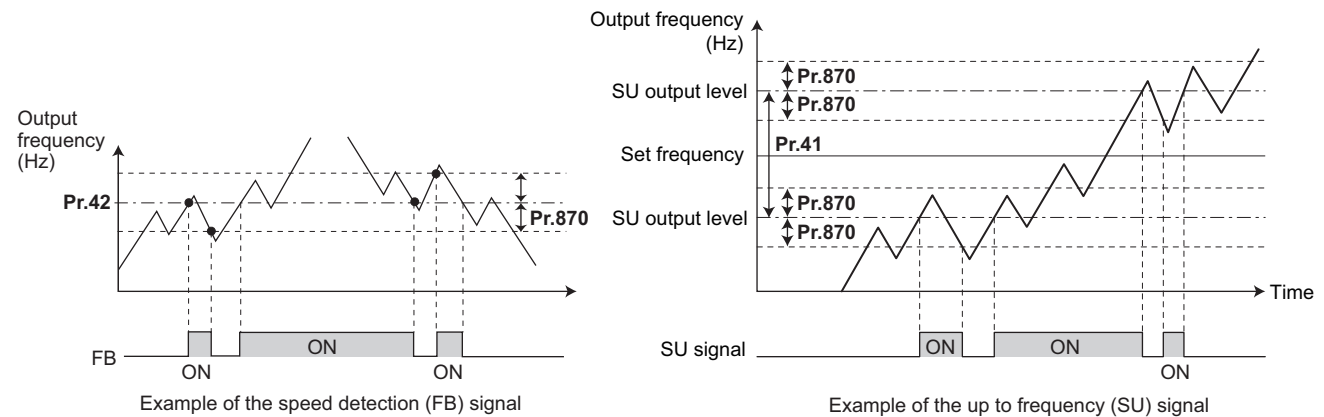 Output
frequency
(Hz)
Pr.42
Pr.870
FB
ON
ON
ON
Example of the speed detection (FB) signal
Output frequency
(Hz)
Pr.870
SU output level
Pr.870
Pr.41
Set frequency
Pr.870
SU output level
Pr.870
Time
SU signal
ON
ON
ON
Example of the up to frequency (SU) signal